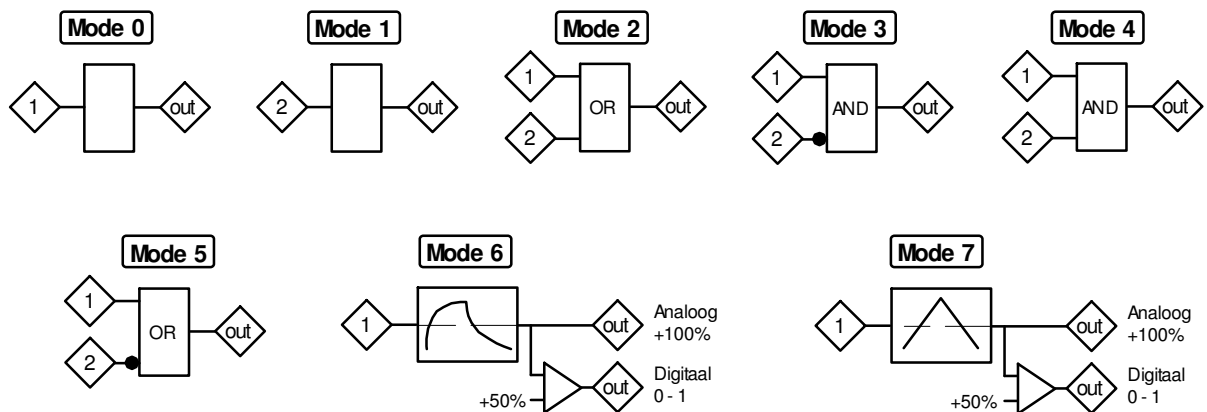 Mode 0
Mode 1
Mode 2
Mode 3
Mode 4
1
out
2
out
1
2
OR
out
1
2
AND
out
1
2
AND
out
Mode 5
Mode 6
Mode 7
1
2
OR
out
1
out
Analoog
+100%
+50%
out
Digitaal
0 - 1
1
out
Analoog
+100%
+50%
out
Digitaal
0 - 1